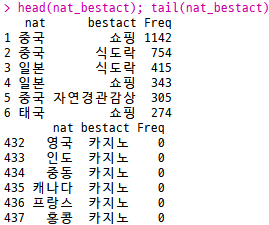 > head(nat_bestact); tail(nat_bestact)
nat bestact Freq
1 중국 쇼핑 1142
2 중국 식도락 754
3 일본 식도락 415
4 일본 쇼핑 343
5 중국 자연경관감상 305
6 태국 쇼핑 274
nat bestact Freq
432 영국 카지노 0
433 인도 카지노 0
434 중동 카지노 0
435 캐나다 카지노 0
436 프랑스 카지노 0
437 홍콩 카지노 0